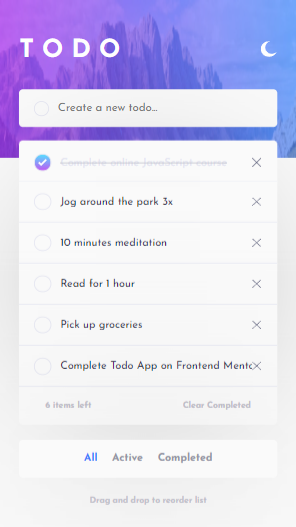 TODO
Create a new todo...
Complete online JavaScript course
Jog around the park 3x
10 minutes meditation
Read for 1 hour
Pick up groceries
Complete Todo App on Frontend Mento
6 items left
Clear Completed
All Active Completed
Drag and drop to reorder list